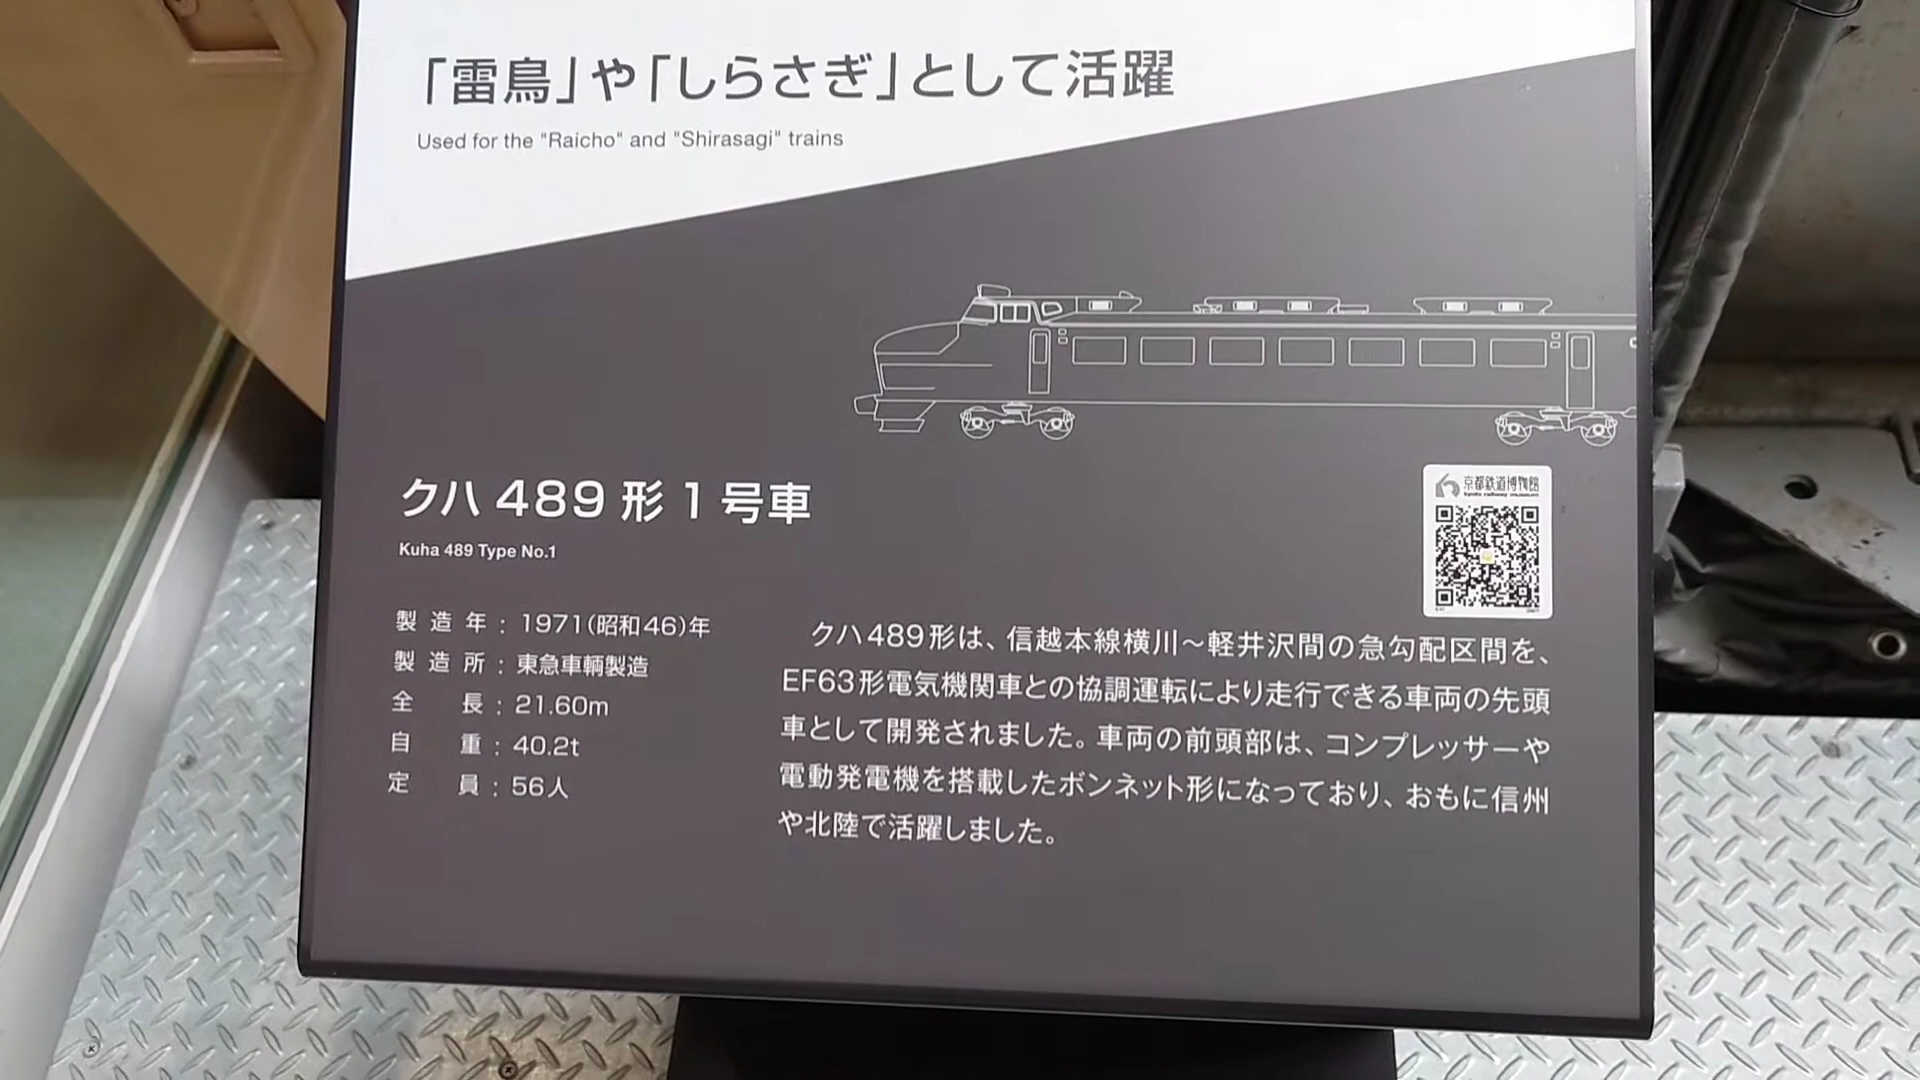 「雷鳥」や「しらさぎ」として活躍
Used for the "Raicho" and "Shirasagi" trains
クハ 489 形 1 号車
Kuha 489 Type No.1
京都鉄道博物館
kyoto railway museum
製造年：1971(昭和46)年
製造所：東急車輌製造
全長：21.60m
自重：40.2t
定員：56人
クハ489形は、信越本線横川～軽井沢間の急勾配区間を、
EF63形電気機関車との協調運転により走行できる車両の先頭
車として開発されました。車両の前頭部は、コンプレッサーや
電動発電機を搭載したボンネット形になっており、おもに信州
や北陸で活躍しました。